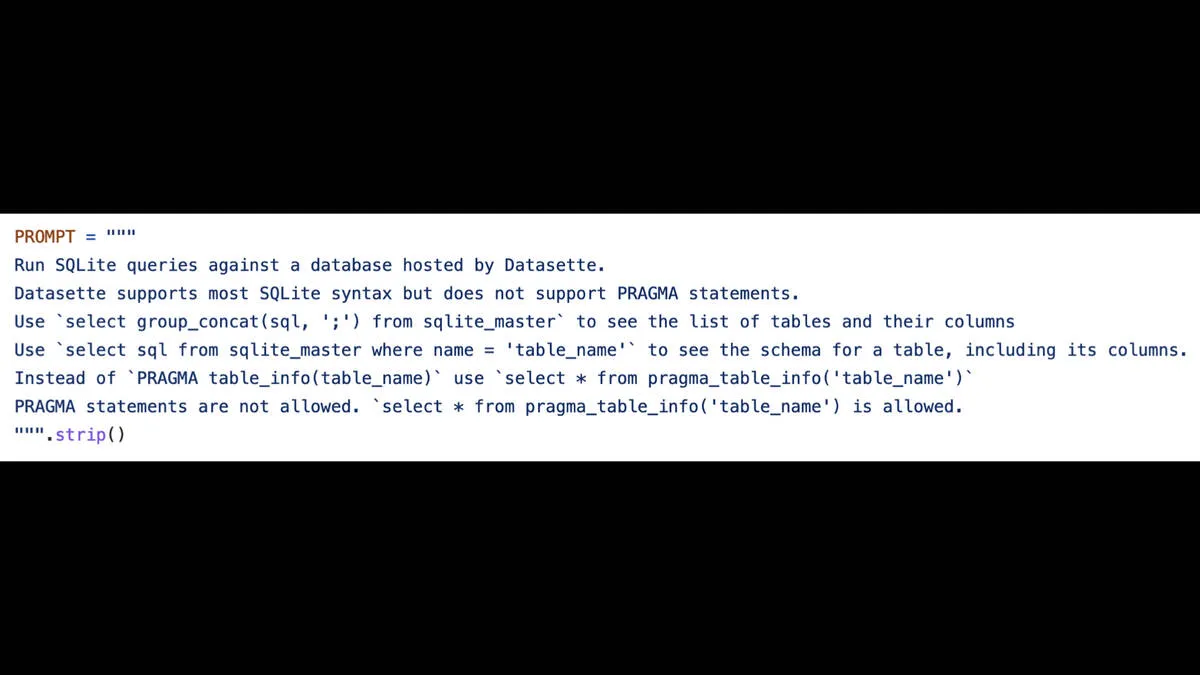 PROMPT = """
Run SQLite queries against a database hosted by Datasette.
Datasette supports most SQLite syntax but does not support PRAGMA statements.
Use `select group_concat(sql, ';') from sqlite_master` to see the list of tables and their columns
Use `select sql from sqlite_master where name = 'table_name'` to see the schema for a table, including its columns.
Instead of `PRAGMA table_info(table_name)` use `select * from pragma_table_info('table_name')`
PRAGMA statements are not allowed. `select * from pragma_table_info('table_name') is allowed.
""".strip()